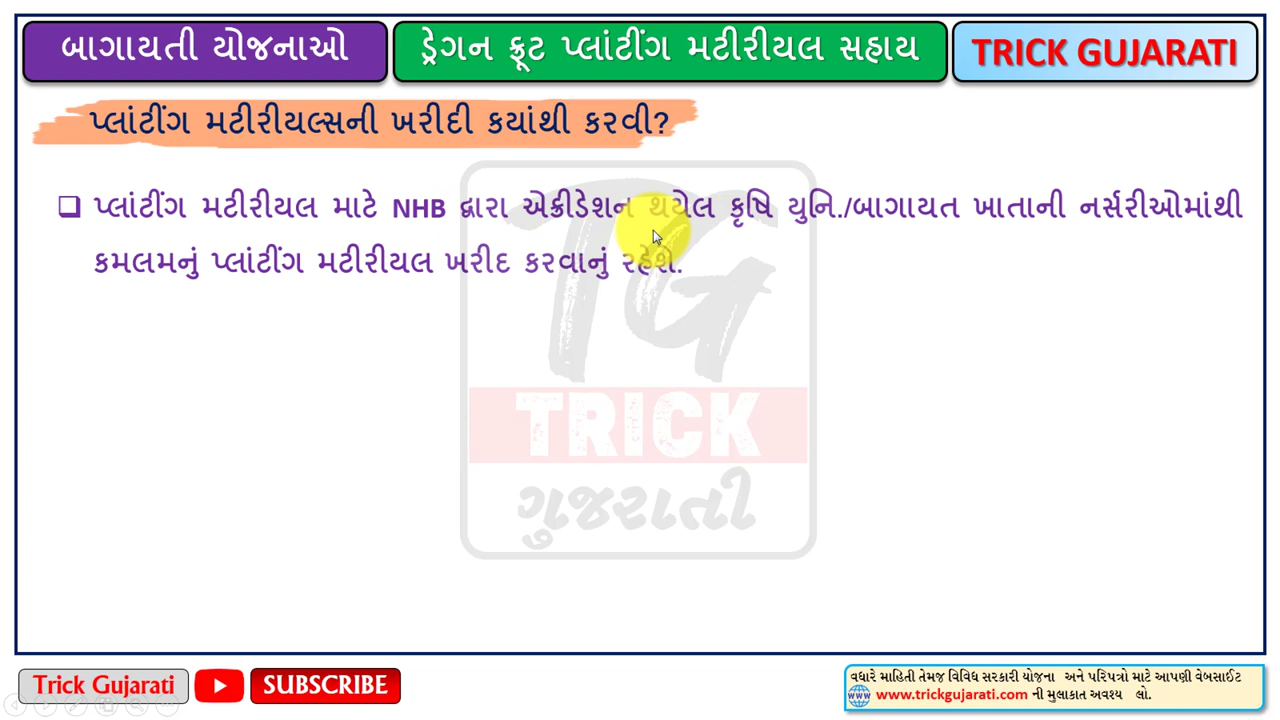 બાગાયતી યોજનાઓ
ડ્રેગન ફ્રૂટ પ્લાંટીંગ મટીરીયલ સહાય
TRICK GUJARATI
પ્લાંટીંગ મટીરીયલ્સની ખરીદી કયાંથી કરવી?
પ્લાંટીંગ મટીરીયલ માટે NHB દ્વારા એક્રીડેશન થયેલ કૃષિ યુનિ./બાગાયત ખાતાની નર્સરીઓમાંથી
કમલમનું પ્લાંટીંગ મટીરીયલ ખરીદ કરવાનું રહેશે.
TG
TRICK
ગુજરાતી
Trick Gujarati
SUBSCRIBE
વધારે માહિતી તેમજ વિવિધ સરકારી યોજના અને પરિપત્રો માટે આપણી વેબસાઈટ
www.trickgujarati.com ની મુલાકાત અવશ્ય લો.